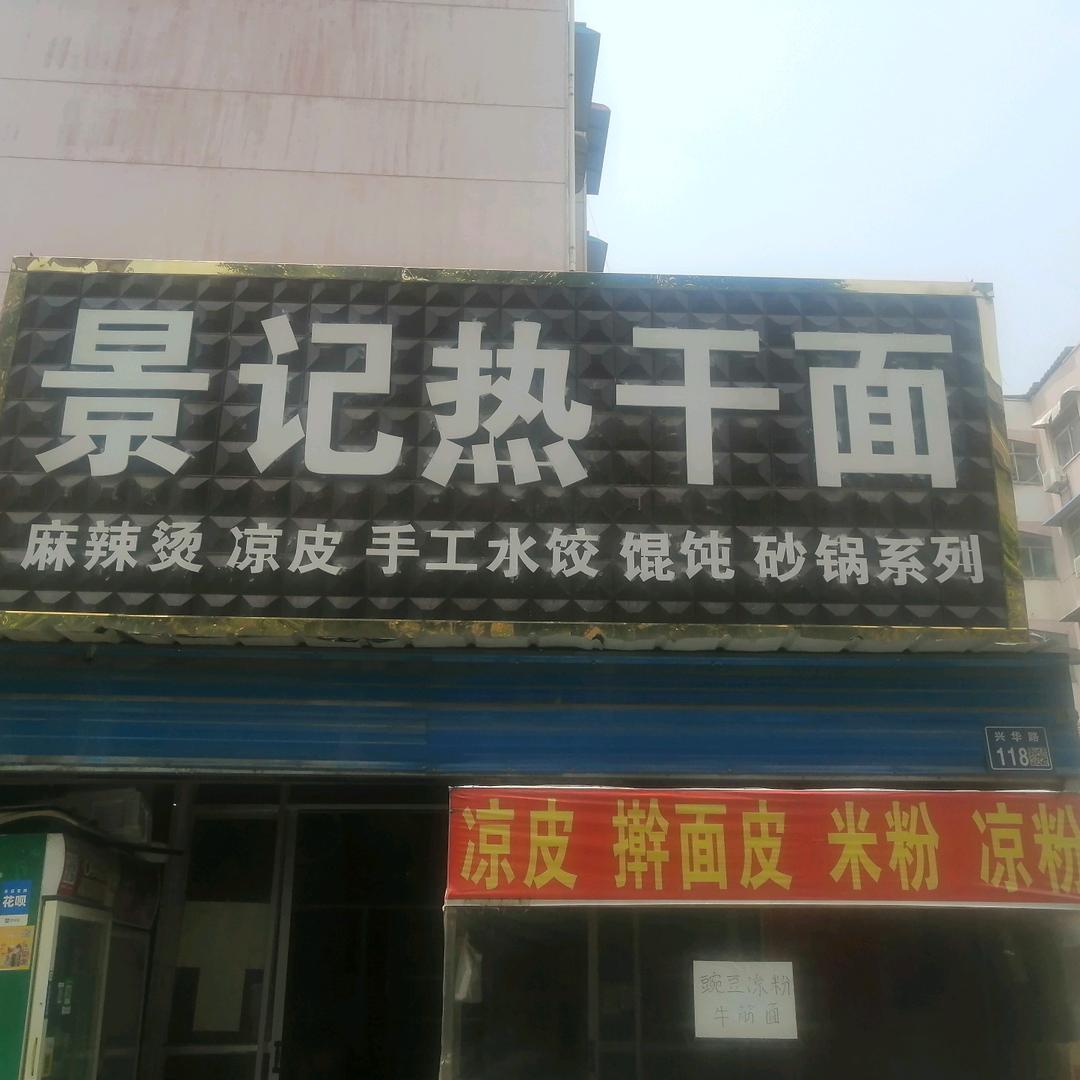 景记热干面
麻辣烫 凉皮 手工水饺 馄饨 砂锅系列
兴华路
118
凉皮 擀面皮 米粉 凉粉
花呗
豌豆凉粉
牛筋面